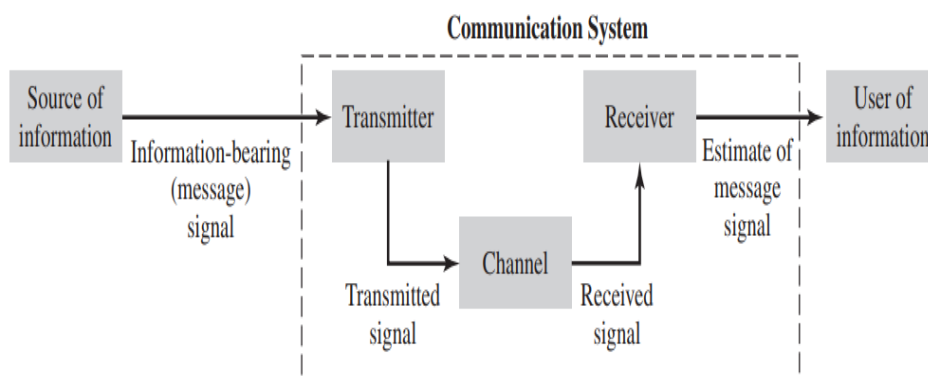 Communication System
Source of
information
Transmitter
Receiver
User of
information
Information-bearing
(message)
signal
Estimate of
message
signal
Channel
Transmitted
signal
Received
signal